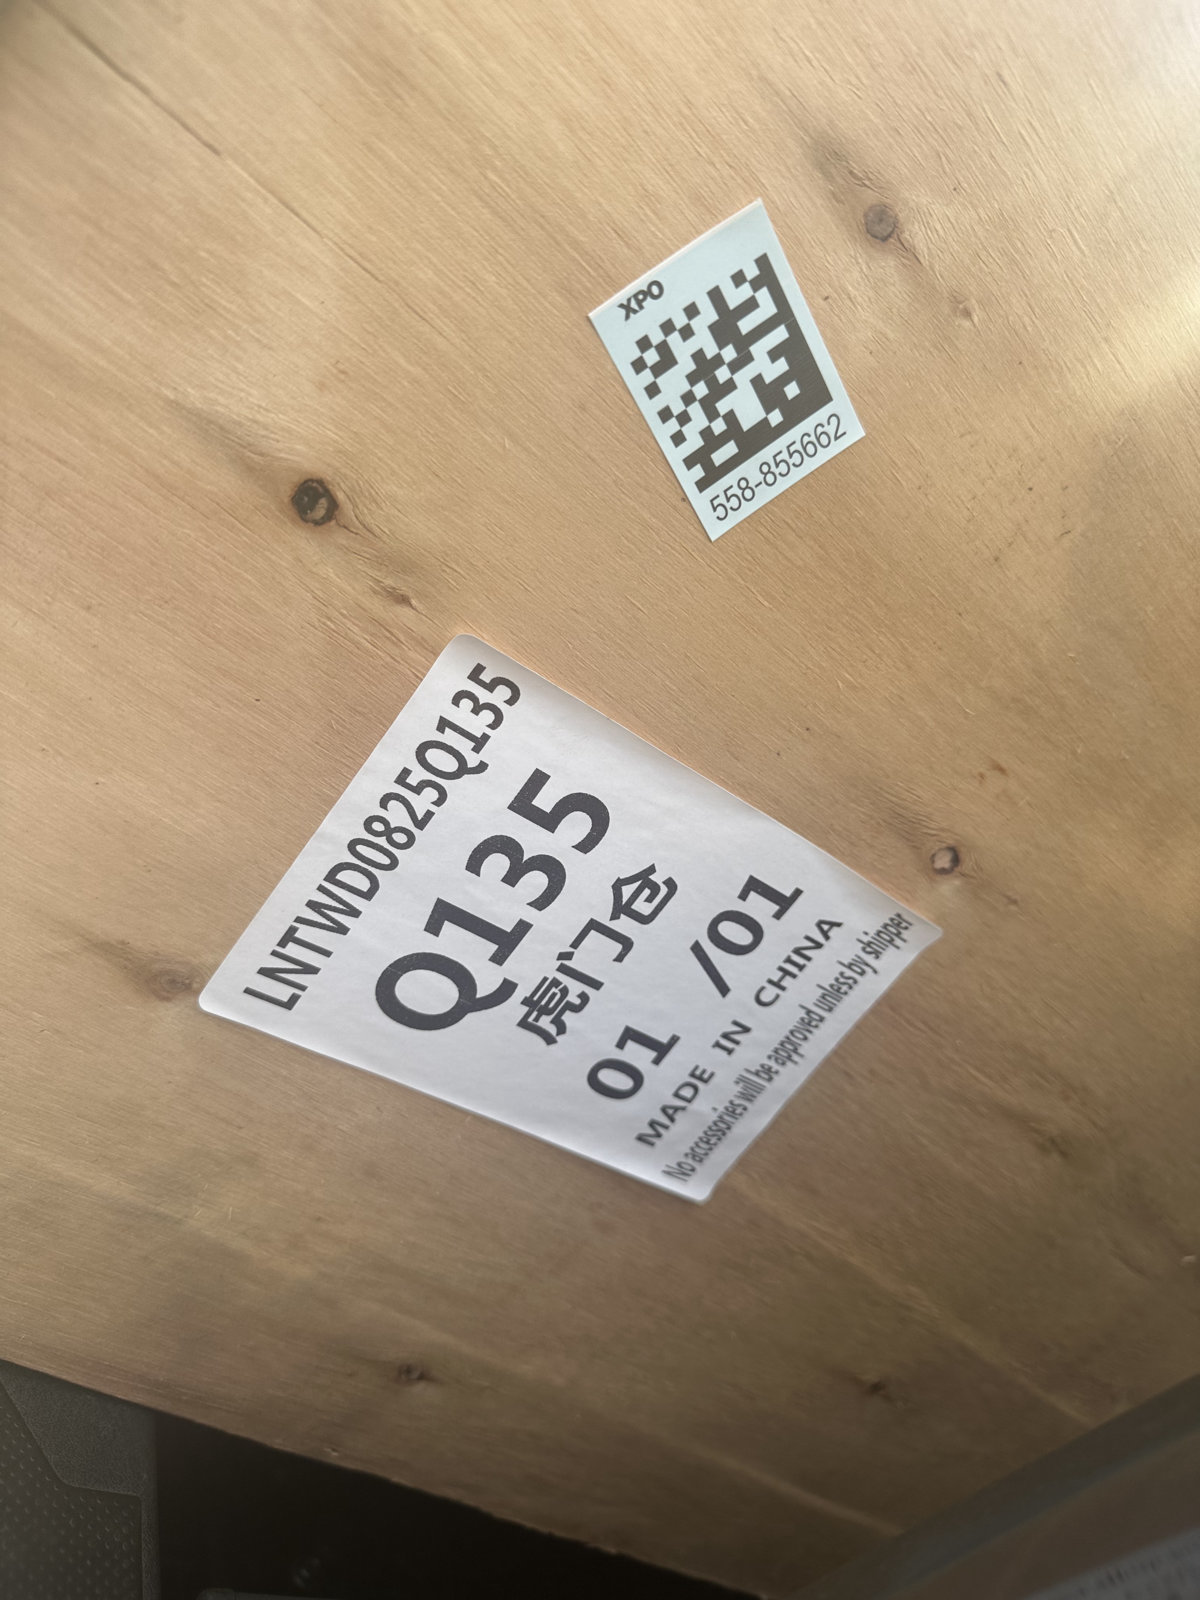 XPO
558-855662
LNTWD0825Q135
Q135
虎门仓
01 /01
MADE IN CHINA
No accessories will be approved unless by shipper